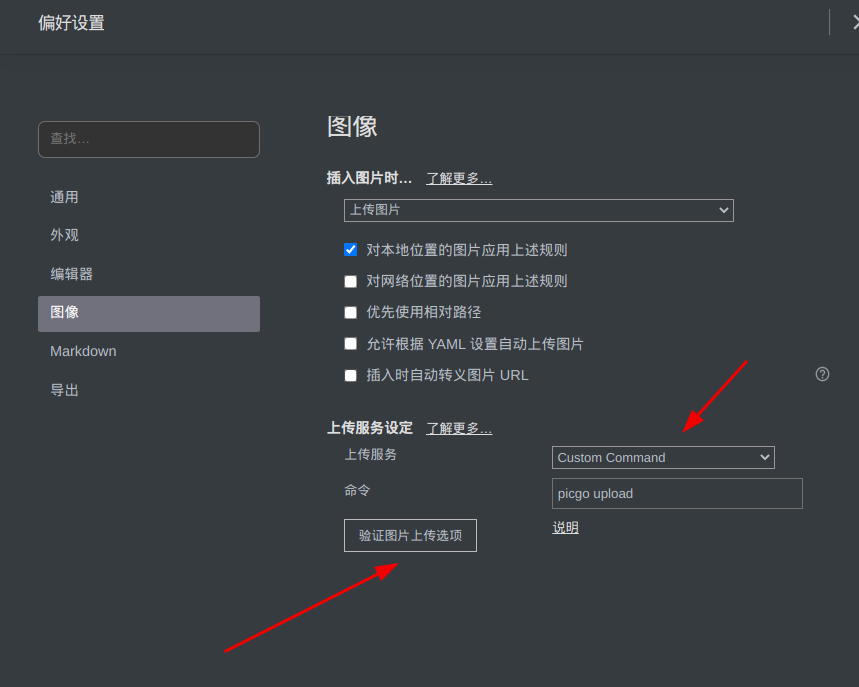 偏好设置
查找…
通用
外观
编辑器
图像
Markdown
导出
图像
插入图片时… 了解更多…
上传图片
对本地位置的图片应用上述规则
对网络位置的图片应用上述规则
优先使用相对路径
允许根据 YAML 设置自动上传图片
插入时自动转义图片 URL
上传服务设定 了解更多…
上传服务 Custom Command
命令 picgo upload
验证图片上传选项 说明